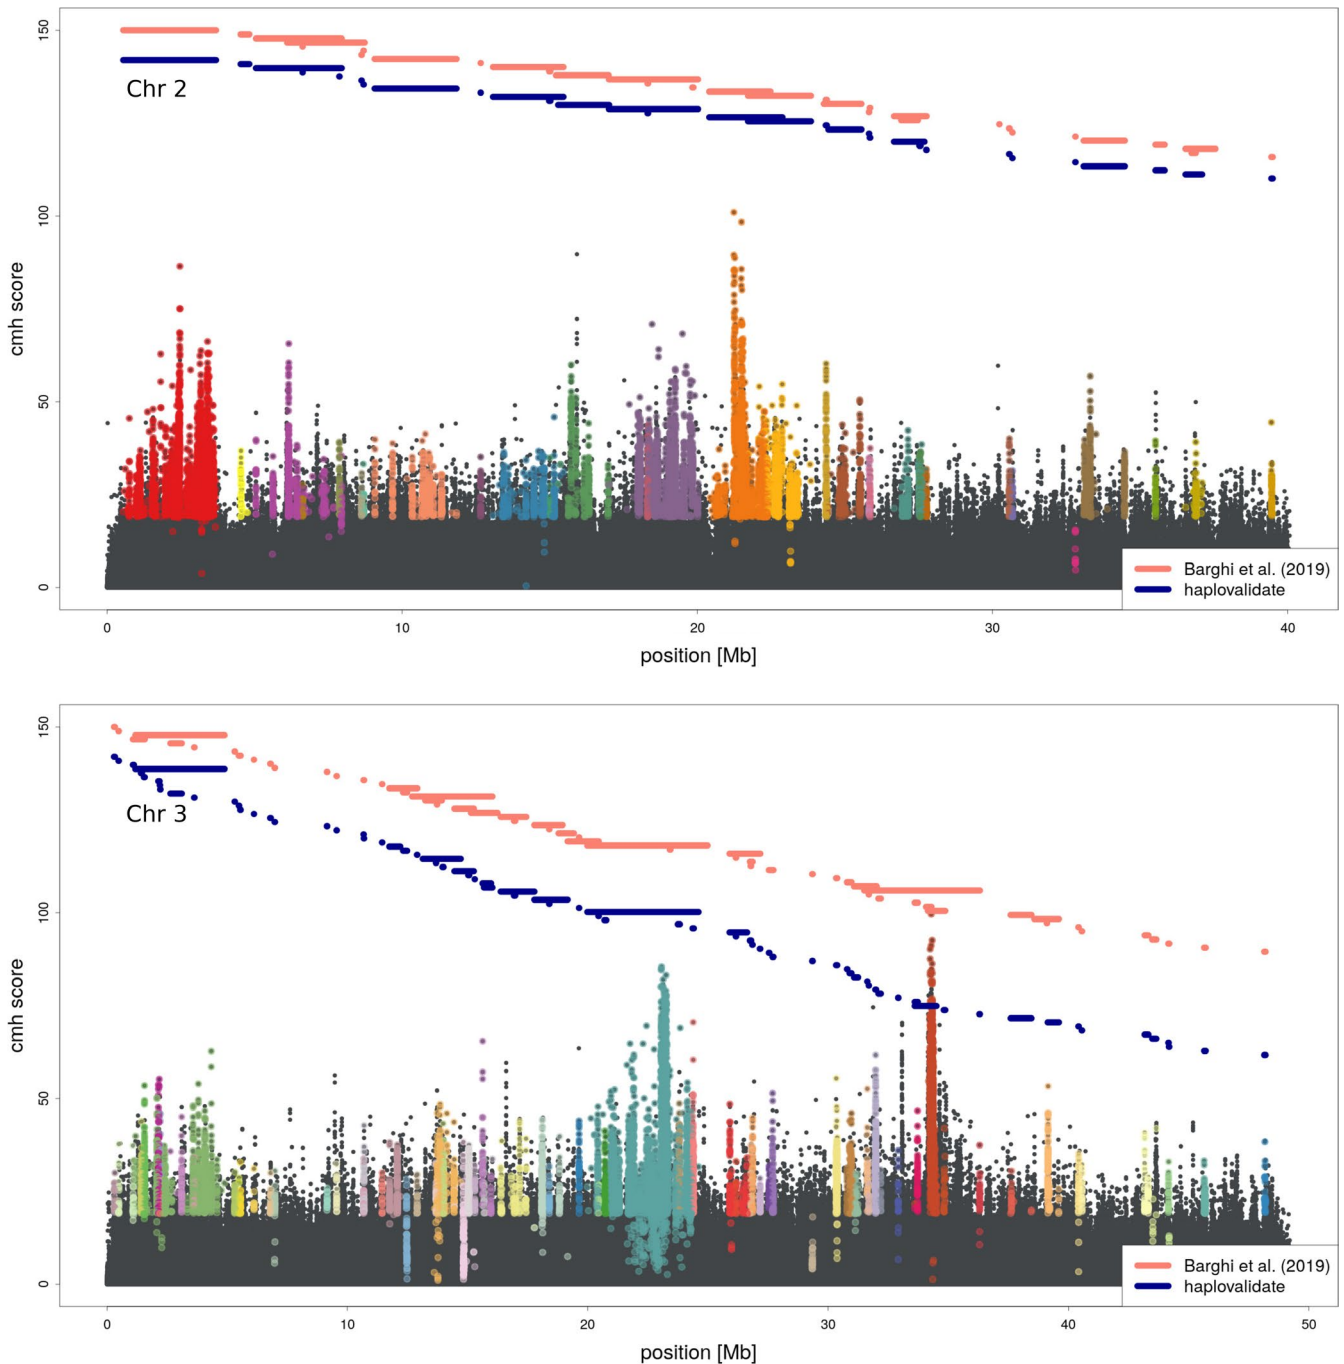 150
Chr 2
100
cmh score
50
0
Barghi et al. (2019)
haplovalidate
0 10 20 30 40
position [Mb]
150
Chr 3
100
cmh score
50
0
Barghi et al. (2019)
haplovalidate
0 10 20 30 40 50
position [Mb]